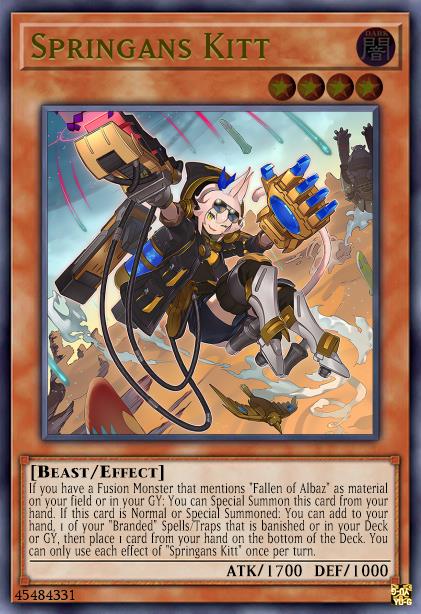 Springans Kitt
DARK
闇
[Beast/Effect]
If you have a Fusion Monster that mentions "Fallen of Albaz" as material
on your field or in your GY: You can Special Summon this card from your
hand. If this card is Normal or Special Summoned: You can add to your
hand, 1 of your "Branded" Spells/Traps that is banished or in your Deck
or GY, then place 1 card from your hand on the bottom of the Deck. You
can only use each effect of "Springans Kitt" once per turn.
ATK/1700 DEF/1000
45484331